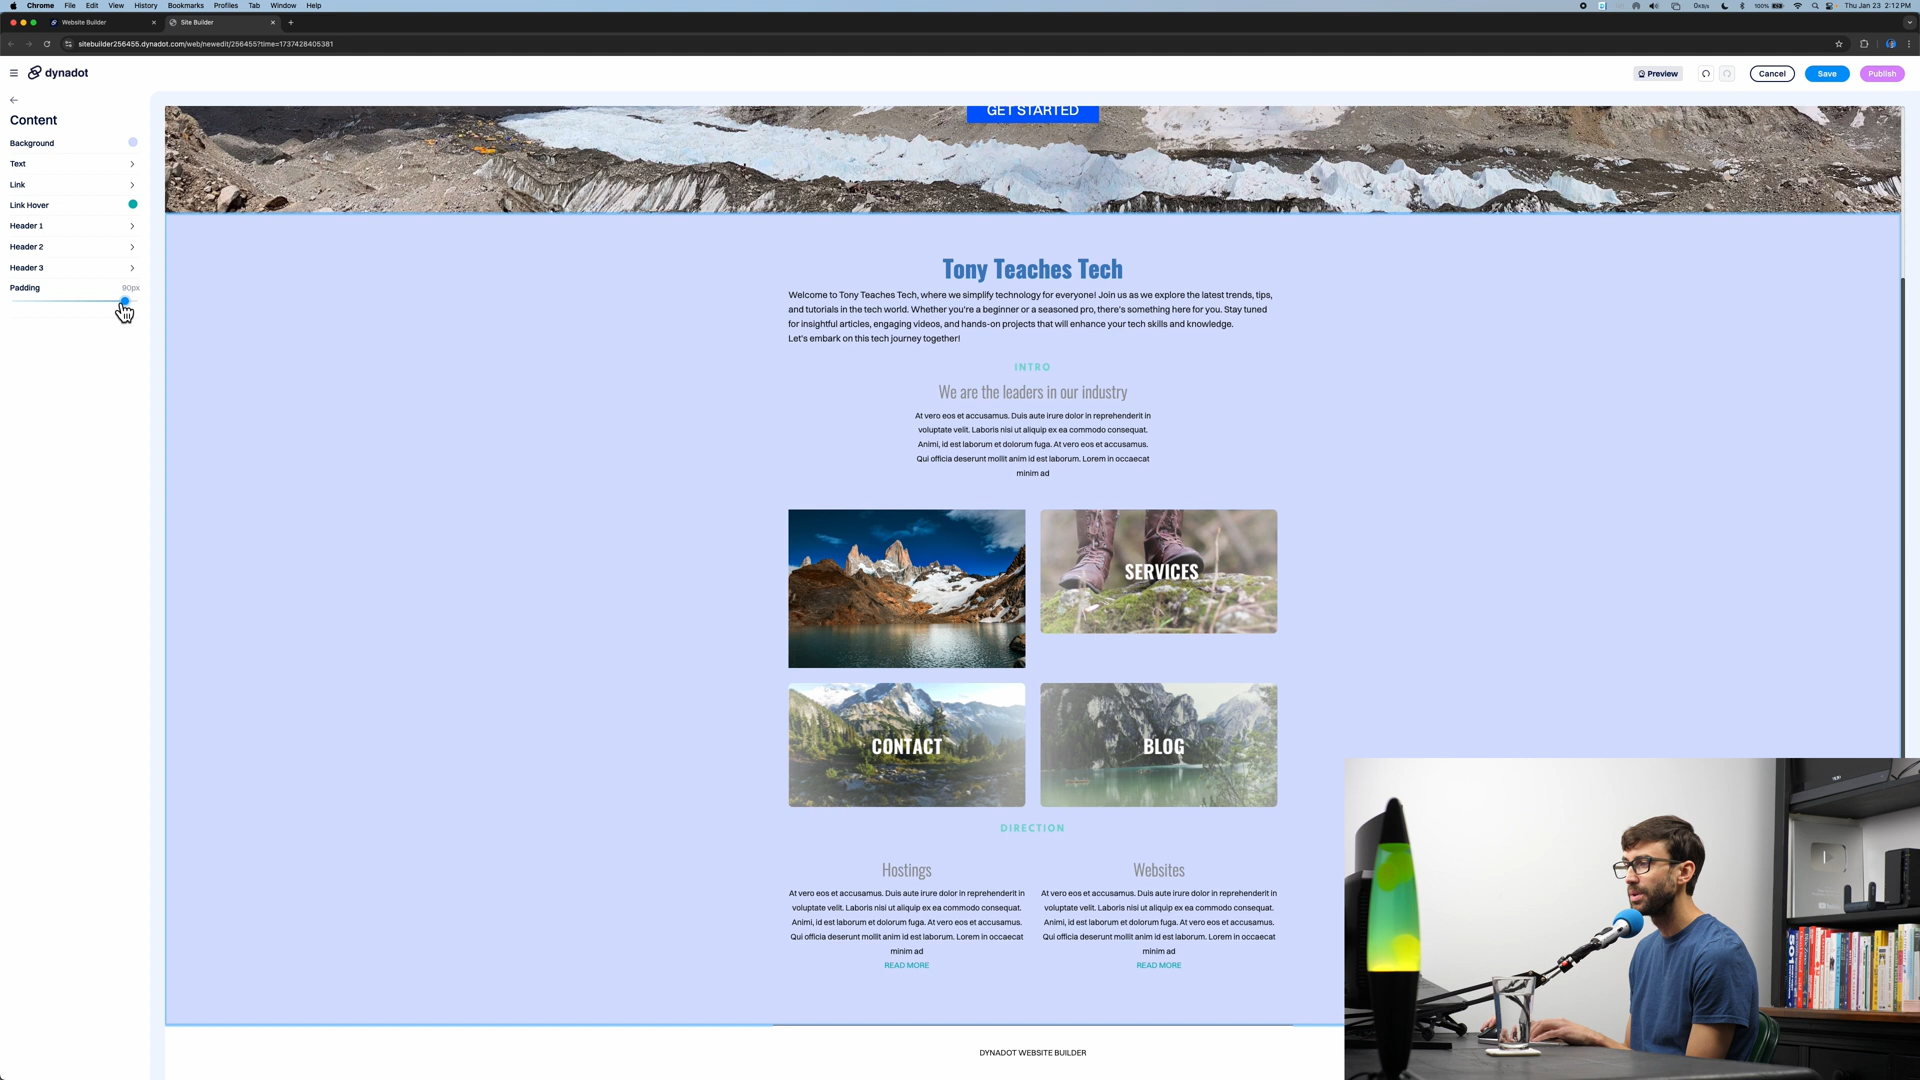 Chrome File Edit View History Bookmarks Profiles Tab Window Help
0KB/s 100% Thu Jan 23 2:12 PM
Website Builder
Site Builder
sitebuilder256455.dynadot.com/web/newedit/256455?time=1737428405381
dynadot
Preview
Cancel
Save
Publish
Content
Background
Text
Link
Link Hover
Header 1
Header 2
Header 3
Padding 90px
GET STARTED
Tony Teaches Tech
Welcome to Tony Teaches Tech, where we simplify technology for everyone! Join us as we explore the latest trends, tips,
and tutorials in the tech world. Whether you're a beginner or a seasoned pro, there's something here for you. Stay tuned
for insightful articles, engaging videos, and hands-on projects that will enhance your tech skills and knowledge.
Let's embark on this tech journey together!
INTRO
We are the leaders in our industry
At vero eos et accusamus. Duis aute irure dolor in reprehenderit in
voluptate velit. Laboris nisi ut aliquip ex ea commodo consequat.
Animi, id est laborum et dolorum fuga. At vero eos et accusamus.
Qui officia deserunt mollit anim id est laborum. Lorem in occaecat
minim ad
SERVICES
CONTACT
BLOG
DIRECTION
Hostings
At vero eos et accusamus. Duis aute irure dolor in reprehenderit in
voluptate velit. Laboris nisi ut aliquip ex ea commodo consequat.
Animi, id est laborum et dolorum fuga. At vero eos et accusamus.
Qui officia deserunt mollit anim id est laborum. Lorem in occaecat
minim ad
READ MORE
Websites
At vero eos et accusamus. Duis aute irure dolor in reprehenderit in
voluptate velit. Laboris nisi ut aliquip ex ea commodo consequat.
Animi, id est laborum et dolorum fuga. At vero eos et accusamus.
Qui officia deserunt mollit anim id est laborum. Lorem in occaecat
minim ad
READ MORE
DYNADOT WEBSITE BUILDER